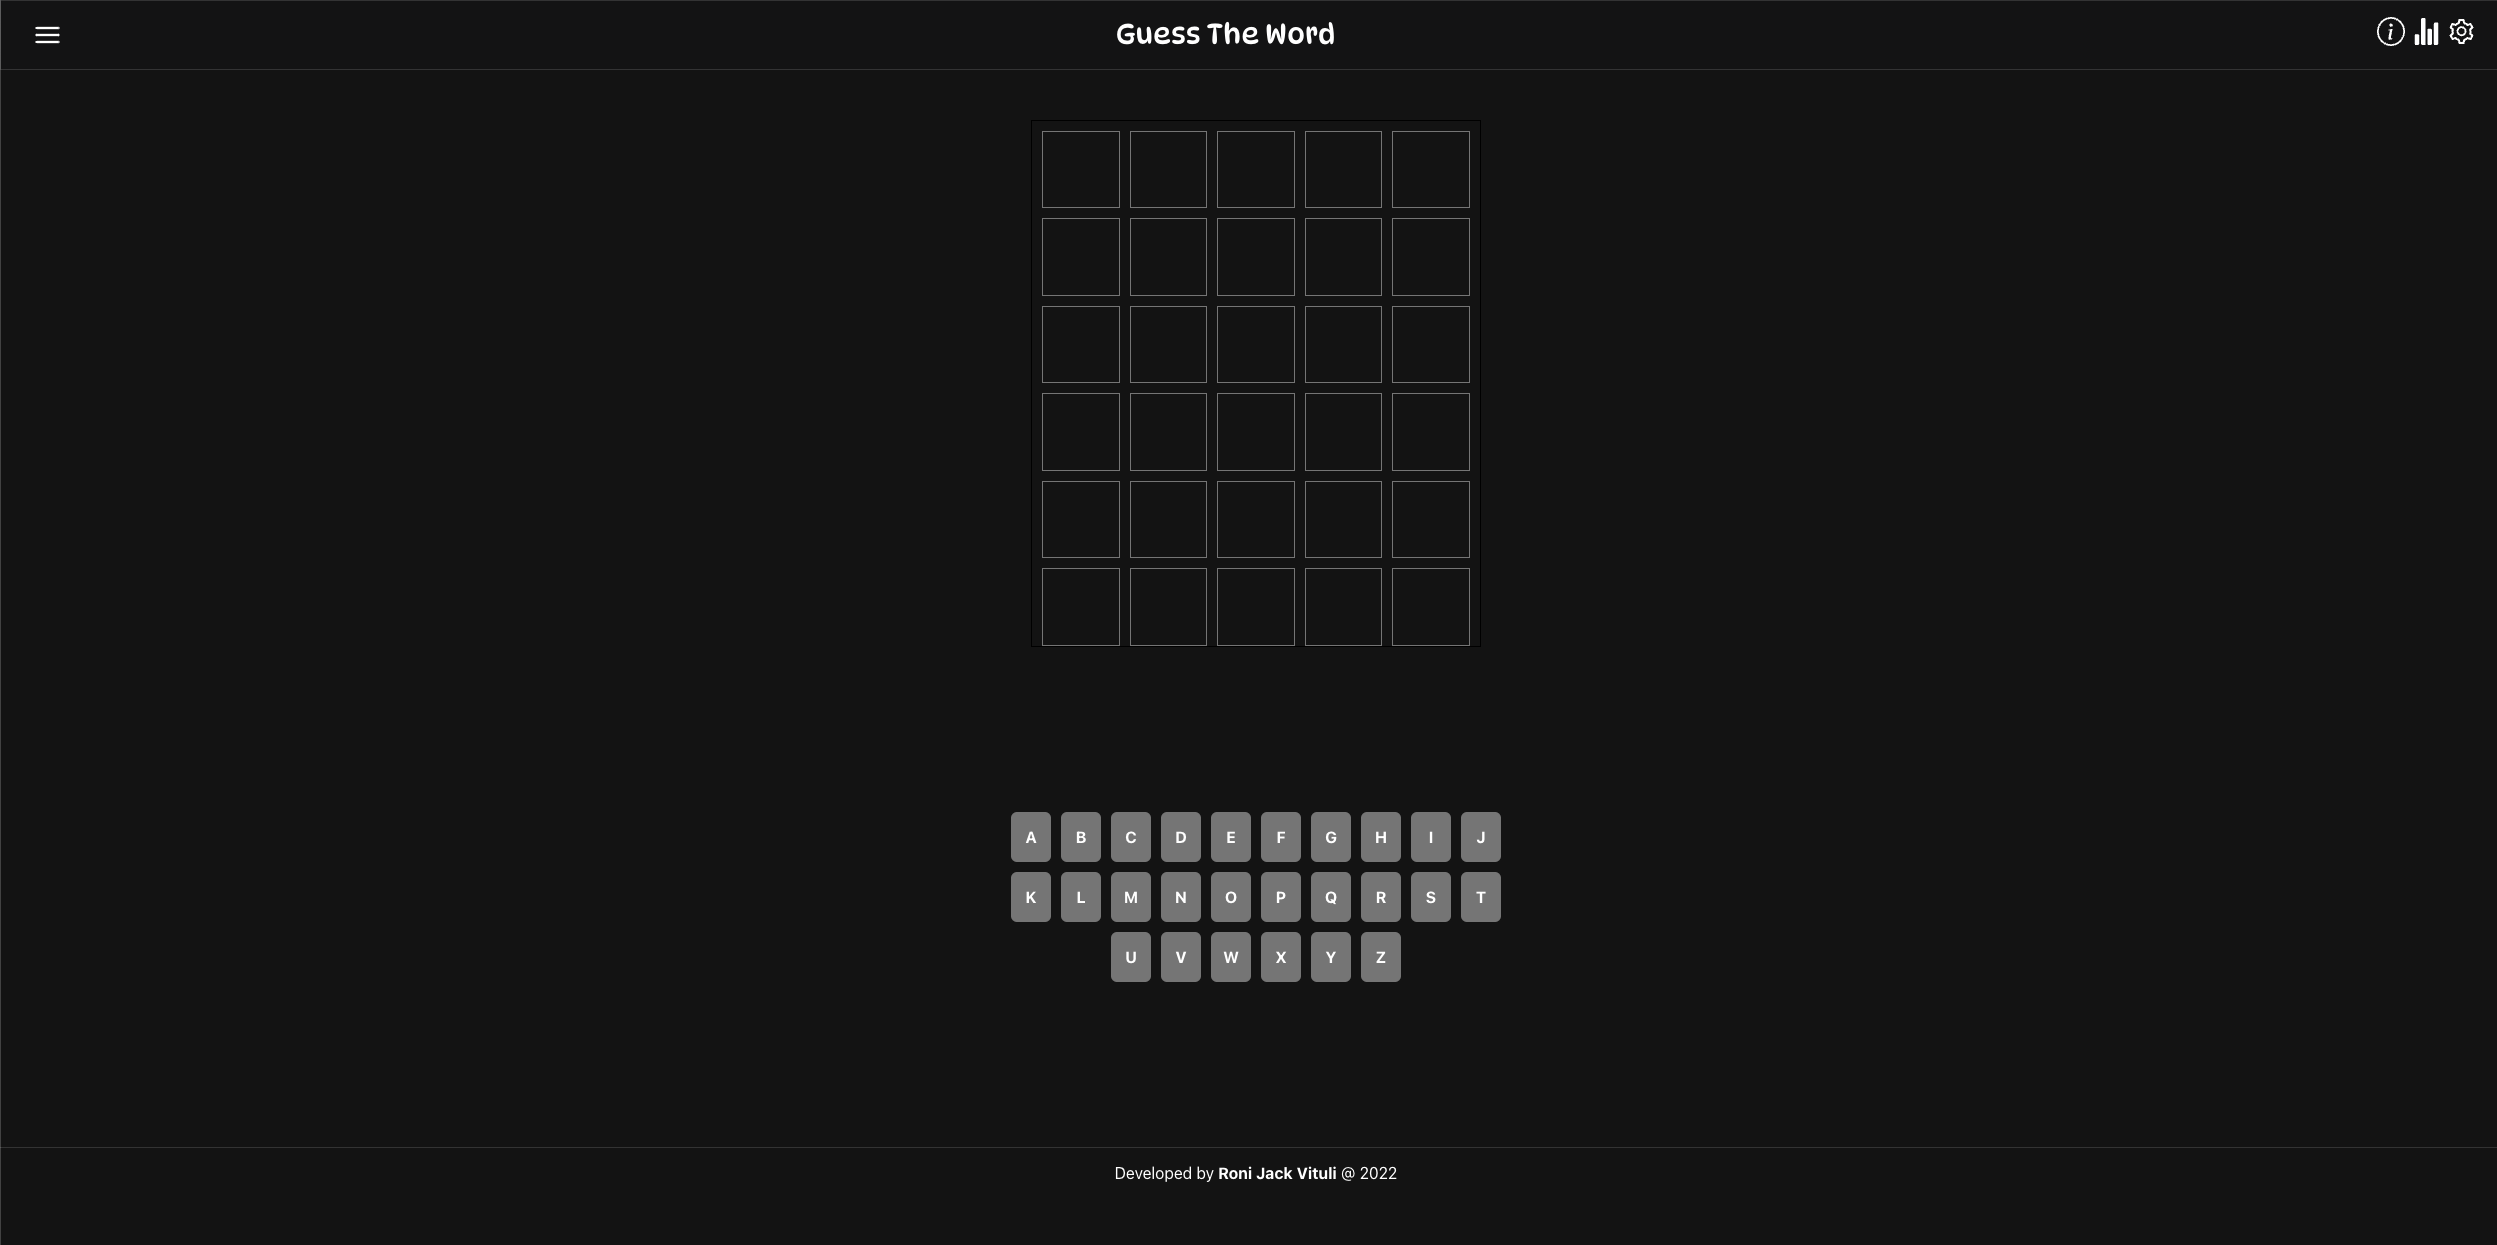 Guess The Word
A B C D E F G H I J
K L M N O P Q R S T
U V W X Y Z
Developed by Roni Jack Vituli @ 2022